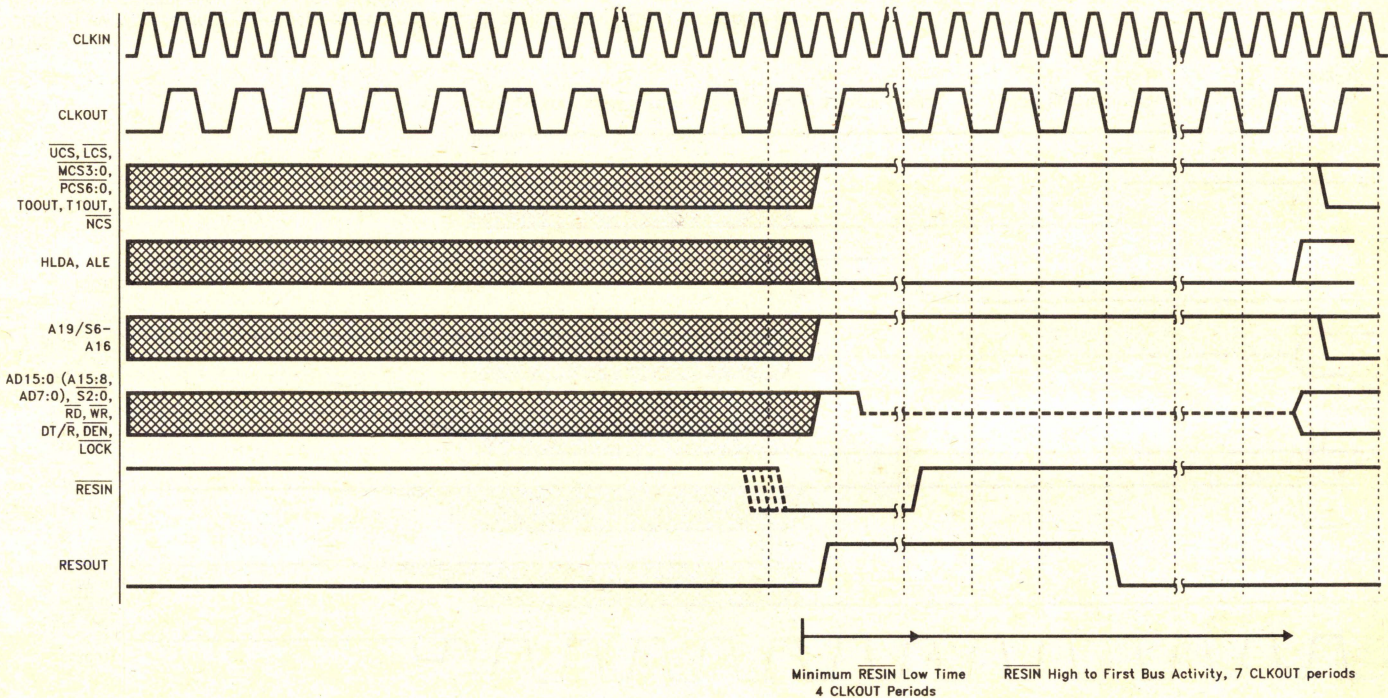 CLKIN
CLKOUT
UCS, LCS,
MCS3:0,
PCS6:0,
T0OUT, T1OUT,
NCS
HLDA, ALE
A19/S6–
A16
AD15:0 (A15:8,
AD7:0), S2:0,
RD, WR,
DT/R, DEN,
LOCK
RESIN
RESOUT
Minimum RESIN Low Time
4 CLKOUT Periods
RESIN High to First Bus Activity, 7 CLKOUT periods